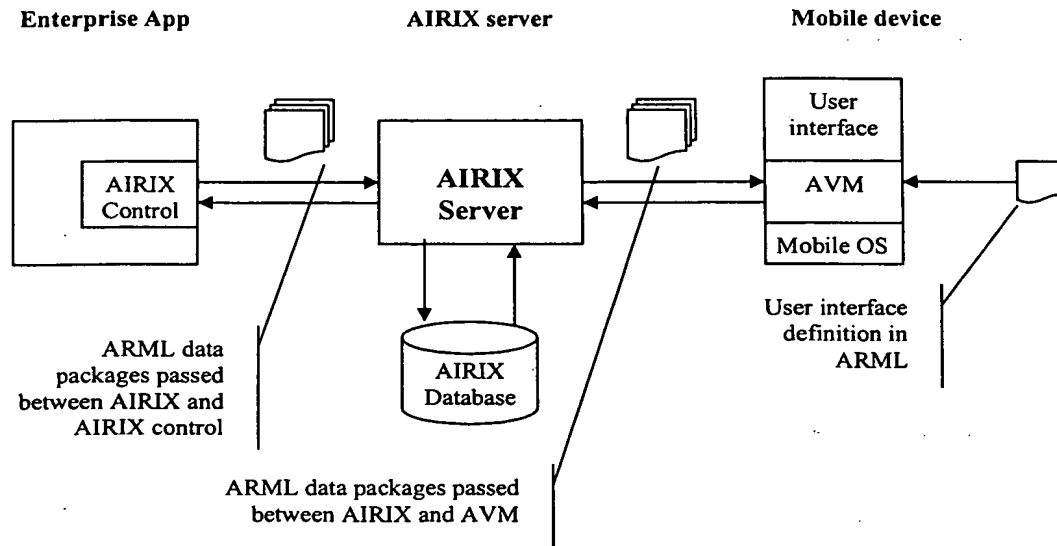 Enterprise App
AIRIX server
Mobile device
AIRIX
Control
AIRIX
Server
AIRIX
Database
User
interface
AVM
Mobile OS
ARML data
packages passed
between AIRIX and
AIRIX control
ARML data packages passed
between AIRIX and AVM
User interface
definition in
ARML